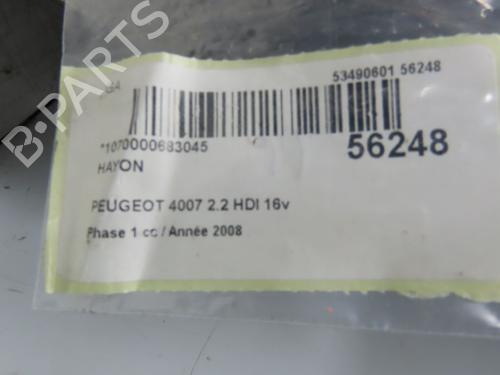 B-PARTS
53490601 56248
*1070000683045
56248
HAYON
PEUGEOT 4007 2.2 HDI 16v
Phase 1 cc / Année 2008